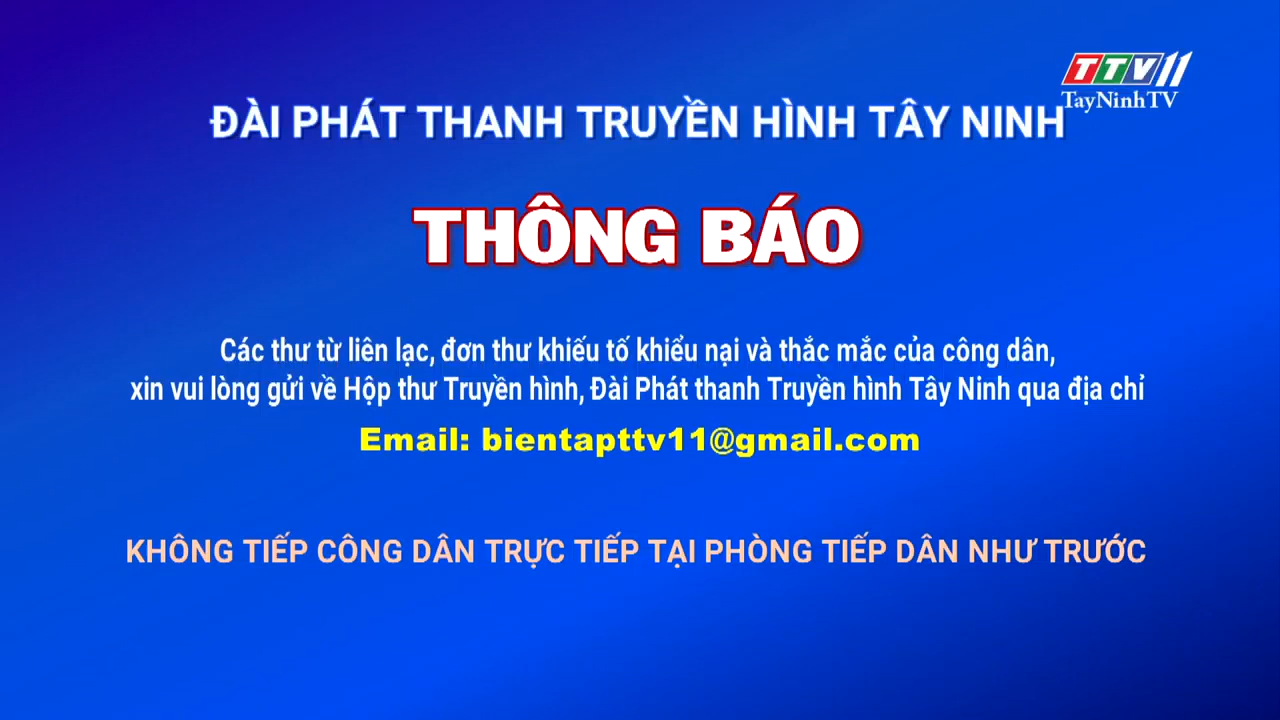 TTV11
TayNinhTV
ĐÀI PHÁT THANH TRUYỀN HÌNH TÂY NINH
THÔNG BÁO
Các thư từ liên lạc, đơn thư khiếu tố khiểu nại và thắc mắc của công dân,
xin vui lòng gửi về Hộp thư Truyền hình, Đài Phát thanh Truyền hình Tây Ninh qua địa chỉ
Email: bientapttv11@gmail.com
KHÔNG TIẾP CÔNG DÂN TRỰC TIẾP TẠI PHÒNG TIẾP DÂN NHƯ TRƯỚC